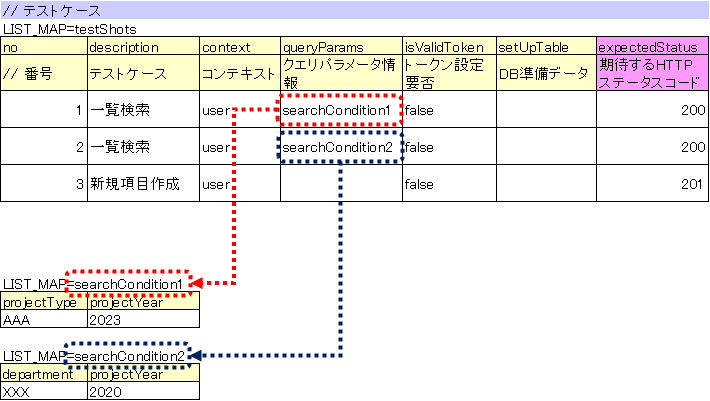 // テストケース
LIST_MAP=testShots
no description context queryParams isValidToken setUpTable expectedStatus
// 番号 テストケース コンテキスト クエリパラメータ情報 トークン設定要否 DB準備データ 期待するHTTPステータスコード
1 一覧検索 user searchCondition1 false 200
2 一覧検索 user searchCondition2 false 200
3 新規項目作成 user false 201
LIST_MAP=searchCondition1
projectType projectYear
AAA 2023
LIST_MAP=searchCondition2
department projectYear
XXX 2020